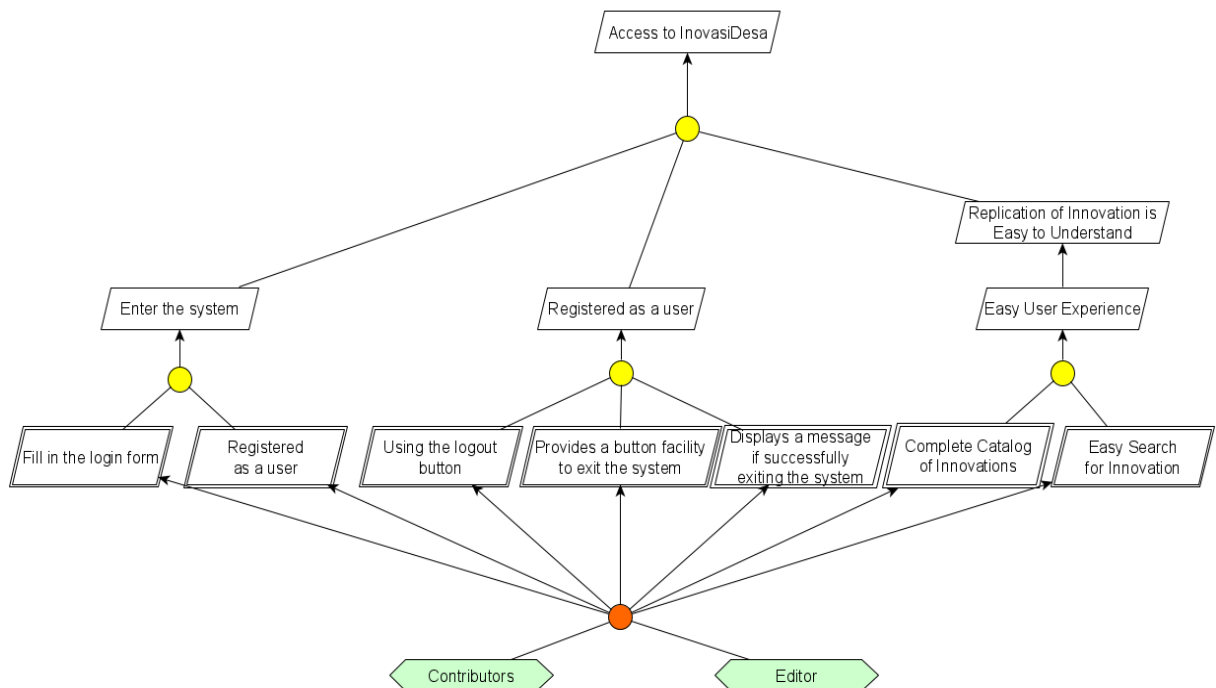 Access to InovasiDesa
Replication of Innovation is
Easy to Understand
Enter the system
Registered as a user
Easy User Experience
Fill in the login form
Registered
as a user
Using the logout
button
Provides a button facility
to exit the system
Displays a message
if successfully
exiting the system
Complete Catalog
of Innovations
Easy Search
for Innovation
Contributors
Editor